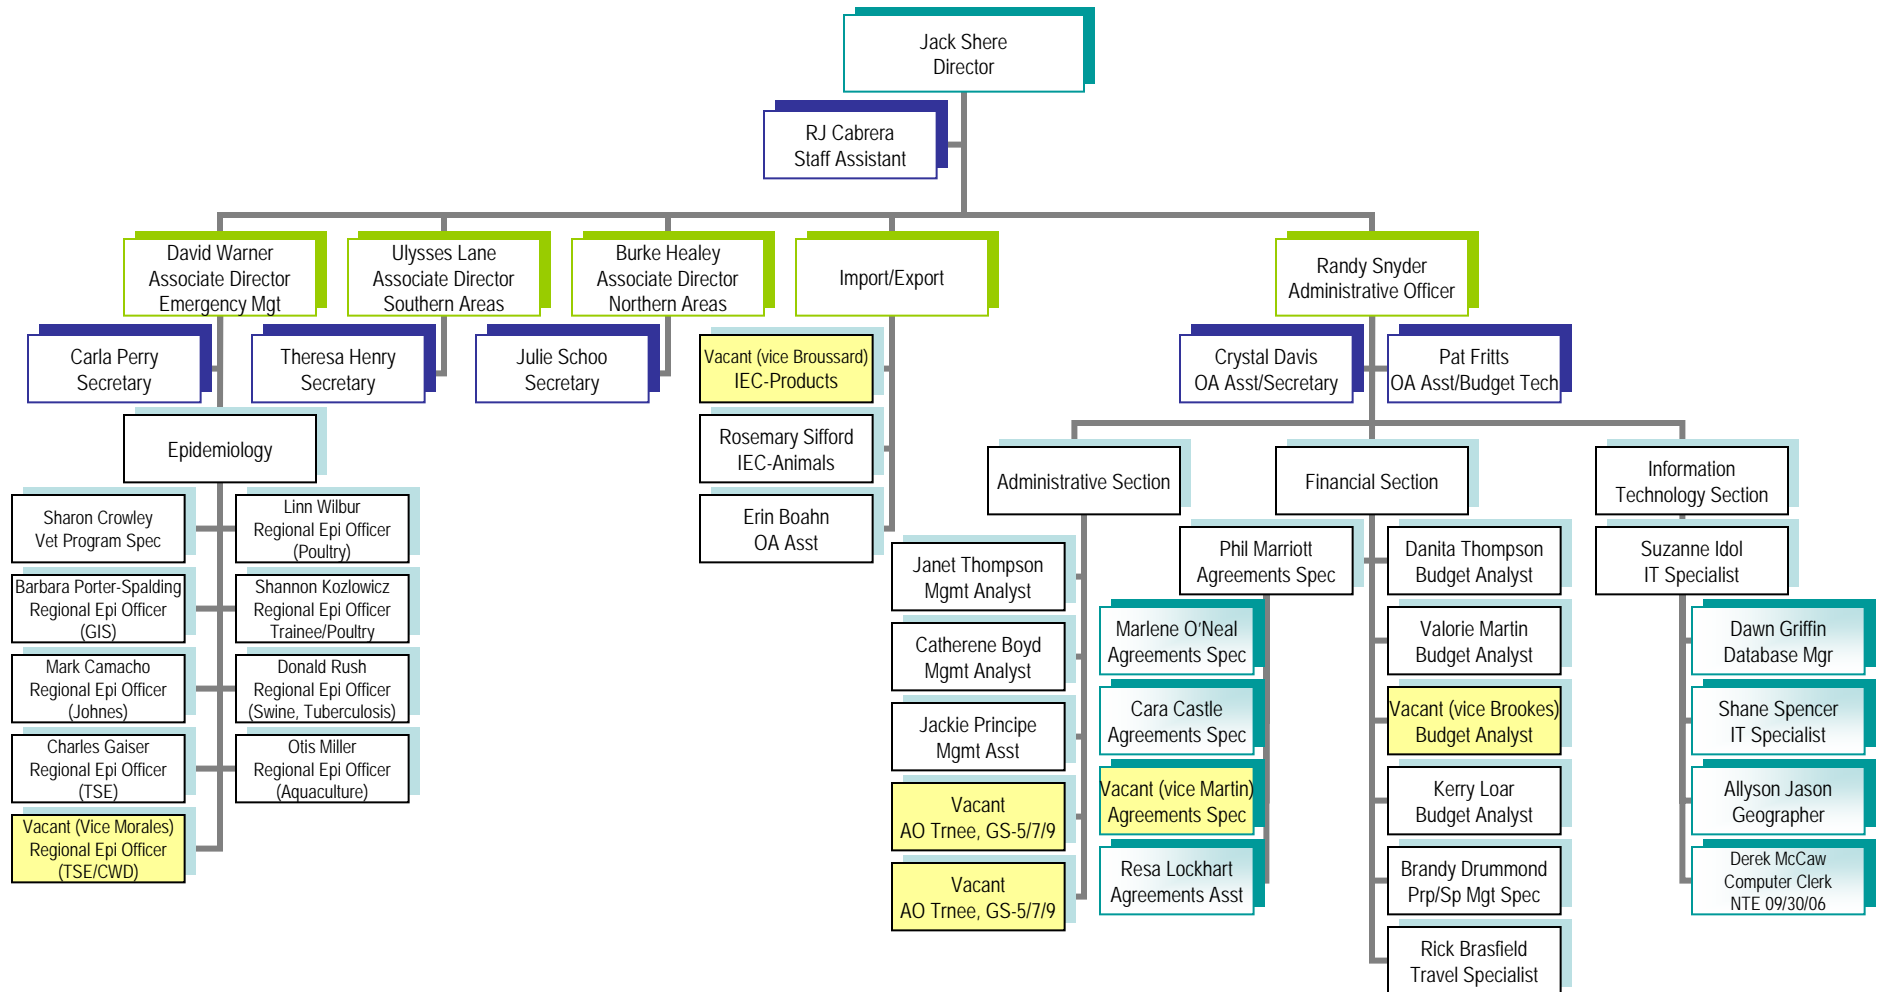 Jack Shere
Director
RJ Cabrera
Staff Assistant
David Warner
Associate Director
Emergency Mgt
Ulysses Lane
Associate Director
Southern Areas
Burke Healey
Associate Director
Northern Areas
Import/Export
Randy Snyder
Administrative Officer
Carla Perry
Secretary
Theresa Henry
Secretary
Julie Schoo
Secretary
Vacant (vice Broussard)
IEC-Products
Rosemary Sifford
IEC-Animals
Erin Boahn
OA Asst
Crystal Davis
OA Asst/Secretary
Pat Fritts
OA Asst/Budget Tech
Epidemiology
Sharon Crowley
Vet Program Spec
Linn Wilbur
Regional Epi Officer
(Poultry)
Barbara Porter-Spalding
Regional Epi Officer
(GIS)
Shannon Kozlowicz
Regional Epi Officer
Trainee/Poultry
Mark Camacho
Regional Epi Officer
(Johnes)
Donald Rush
Regional Epi Officer
(Swine, Tuberculosis)
Charles Gaiser
Regional Epi Officer
(TSE)
Otis Miller
Regional Epi Officer
(Aquaculture)
Vacant (Vice Morales)
Regional Epi Officer
(TSE/CWD)
Administrative Section
Janet Thompson
Mgmt Analyst
Catherene Boyd
Mgmt Analyst
Jackie Principe
Mgmt Asst
Vacant
AO Trnee, GS-5/7/9
Vacant
AO Trnee, GS-5/7/9
Financial Section
Phil Marriott
Agreements Spec
Marlene O'Neal
Agreements Spec
Cara Castle
Agreements Spec
Vacant (vice Martin)
Agreements Spec
Resa Lockhart
Agreements Asst
Danita Thompson
Budget Analyst
Valorie Martin
Budget Analyst
Vacant (vice Brookes)
Budget Analyst
Kerry Loar
Budget Analyst
Brandy Drummond
Prp/Sp Mgt Spec
Rick Brasfield
Travel Specialist
Information
Technology Section
Suzanne Idol
IT Specialist
Dawn Griffin
Database Mgr
Shane Spencer
IT Specialist
Allyson Jason
Geographer
Derek McCaw
Computer Clerk
NTE 09/30/06